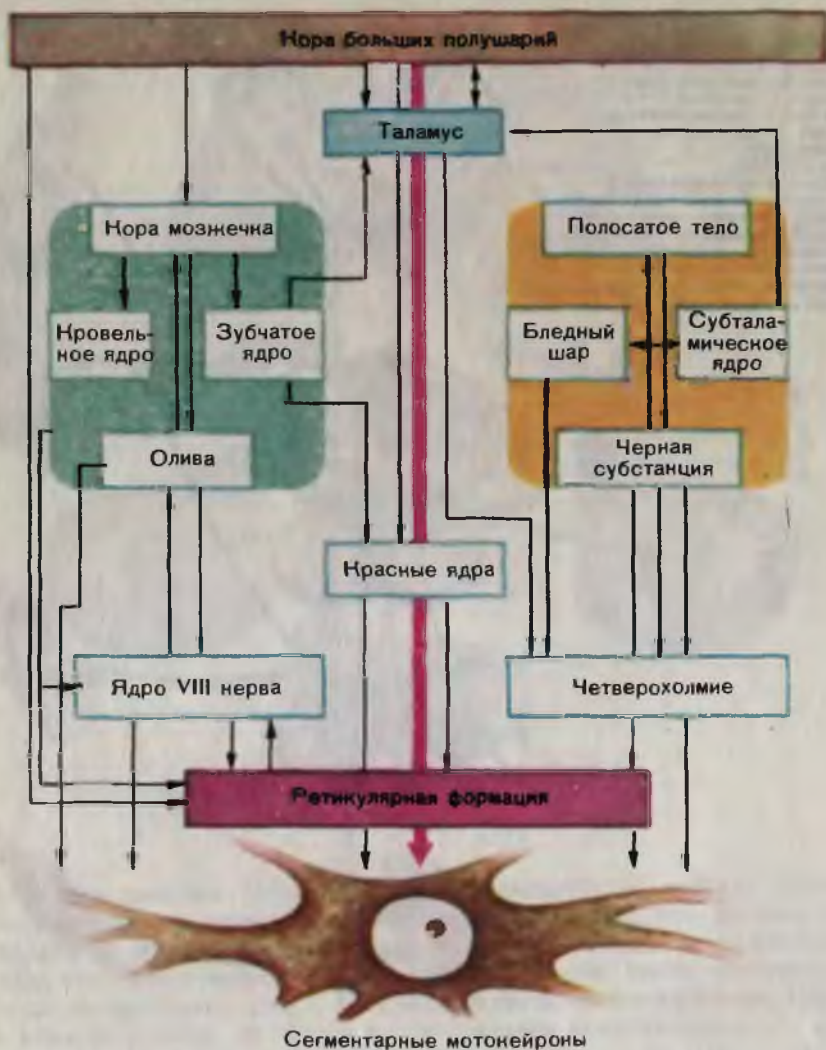 Кора больших полушарий
Таламус
Кора мозжечка
Полосатое тело
Кровель-
ное ядро
Зубчатое
ядро
Бледный
шар
Субтала-
мическое
ядро
Олива
Черная
субстанция
Красные ядра
Ядро VIII нерва
Четверохолмие
Ретикулярная формация
Сегментарные мотонейроны